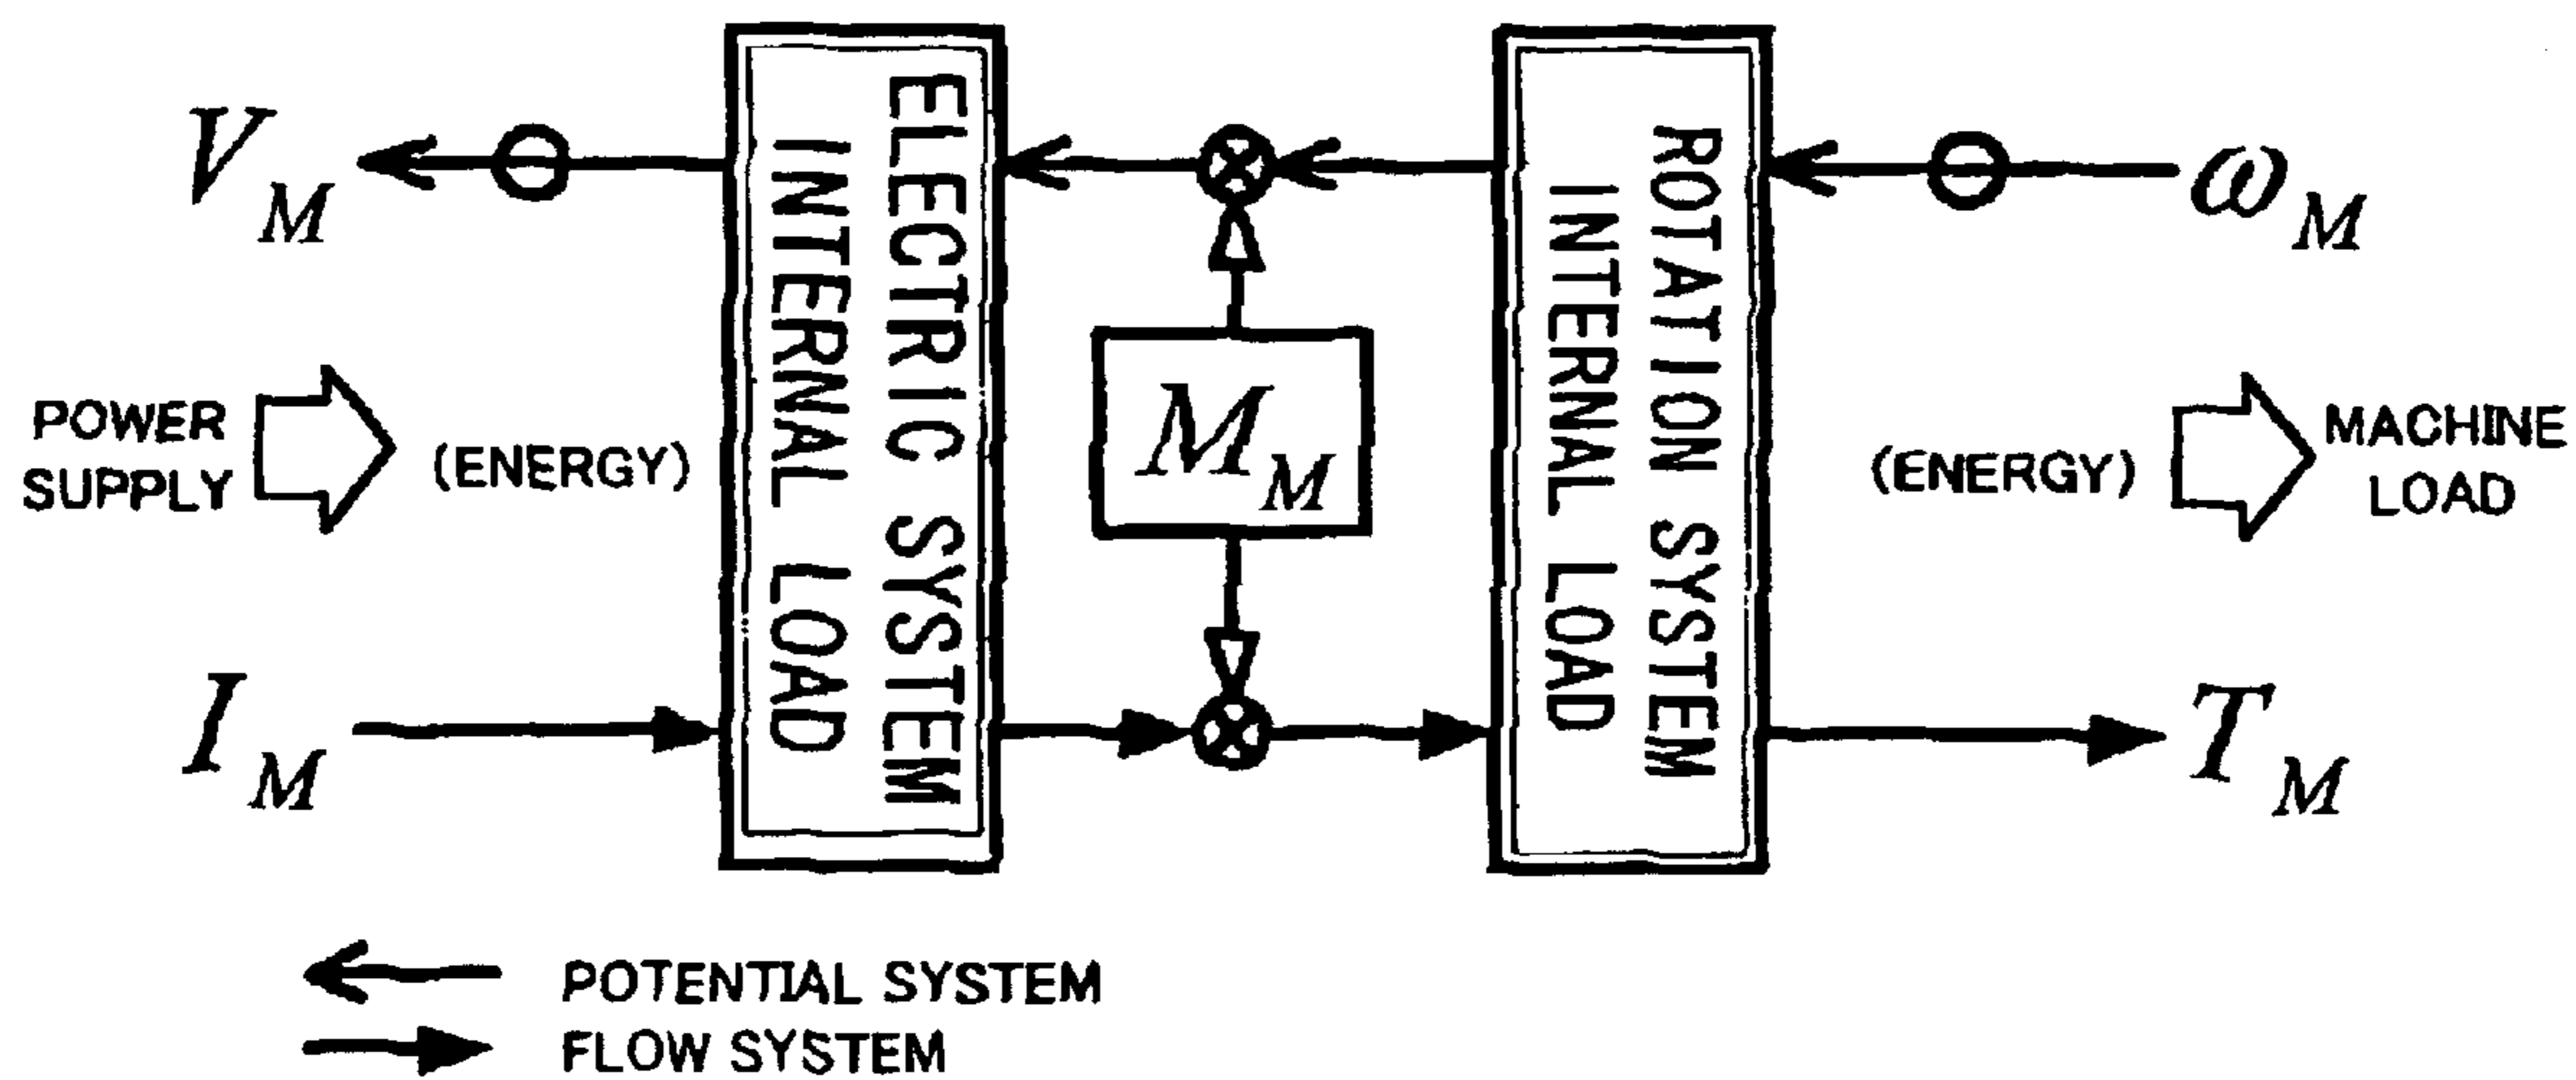 V_M
ELECTRIC SYSTEM
INTERNAL LOAD
ROTATION SYSTEM
INTERNAL LOAD
ω_M
POWER
SUPPLY
(ENERGY)
M_M
(ENERGY)
MACHINE
LOAD
I_M
T_M
POTENTIAL SYSTEM
FLOW SYSTEM